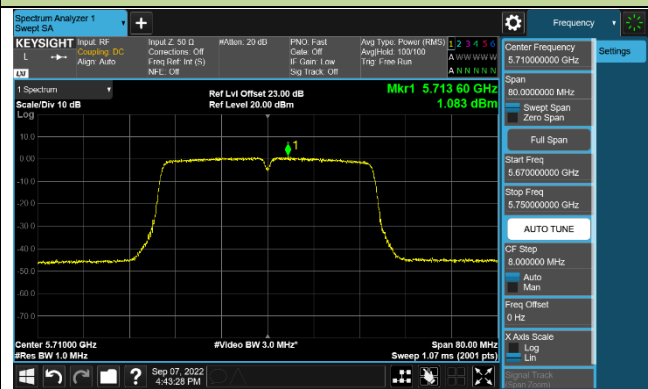 Spectrum Analyzer 1
Swept SA
+
Frequency
KEYSIGHT
Input: RF
Coupling: DC
Align: Auto
Input Z: 50 Ω
Corrections: Off
Freq Ref: Int (S)
NFE: Off
#Atten: 20 dB
PNO: Fast
Gate: Off
IF Gain: Low
Sig Track: Off
Avg Type: Power (RMS)
Avg|Hold: 100/100
Trig: Free Run
1 2 3 4 5 6
A W W W W W
A N N N N N
L
LXI
1 Spectrum
Scale/Div 10 dB
Log
Ref Lvl Offset 23.00 dB
Ref Level 20.00 dBm
Mkr1 5.713 60 GHz
1.083 dBm
1
10.0
0.00
-10.0
-20.0
-30.0
-40.0
-50.0
-60.0
-70.0
Center 5.71000 GHz
#Res BW 1.0 MHz
#Video BW 3.0 MHz*
Span 80.00 MHz
Sweep 1.07 ms (2001 pts)
Sep 07, 2022
4:43:28 PM
?
Center Frequency
5.710000000 GHz
Settings
Span
80.0000000 MHz
Swept Span
Zero Span
Full Span
Start Freq
5.670000000 GHz
Stop Freq
5.750000000 GHz
AUTO TUNE
CF Step
8.000000 MHz
Auto
Man
Freq Offset
0 Hz
X Axis Scale
Log
Lin
Signal Track
(Span Zoom)